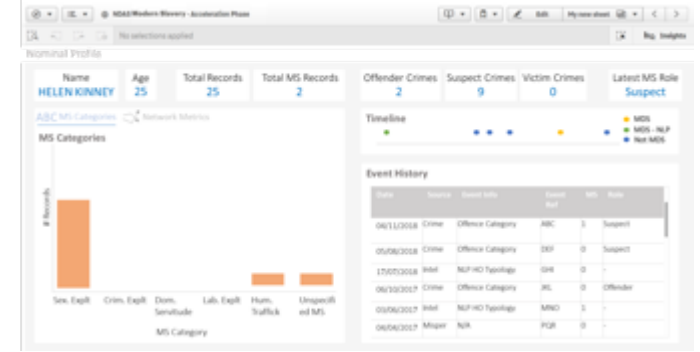 NDAS Modern Slavery - Acceleration Phase
Edit
My new sheet
No selections applied
Insights
Nominal Profile
Name
HELEN KINNEY
Age
25
Total Records
25
Total MS Records
2
Offender Crimes
2
Suspect Crimes
9
Victim Crimes
0
Latest MS Role
Suspect
ABC MS Categories Network Metrics
MS Categories
# Records
Sex. Explt Crim. Explt Dom. Servitude Lab. Explt Hum. Traffick Unspecified MS
MS Category
Timeline
MDS
MDS - NLP
Not MDS
Event History
Date Source Event Info Event Ref MS Role
04/11/2018 Crime Offence Category ABC 1 Suspect
05/08/2018 Crime Offence Category DEF 0 Suspect
17/07/2018 Intel NLP HO Typology GHI 0 -
06/10/2017 Crime Offence Category JKL 0 Offender
03/06/2017 Intel NLP HO Typology MNO 1 -
04/04/2017 Misper N/A PQR 0 -